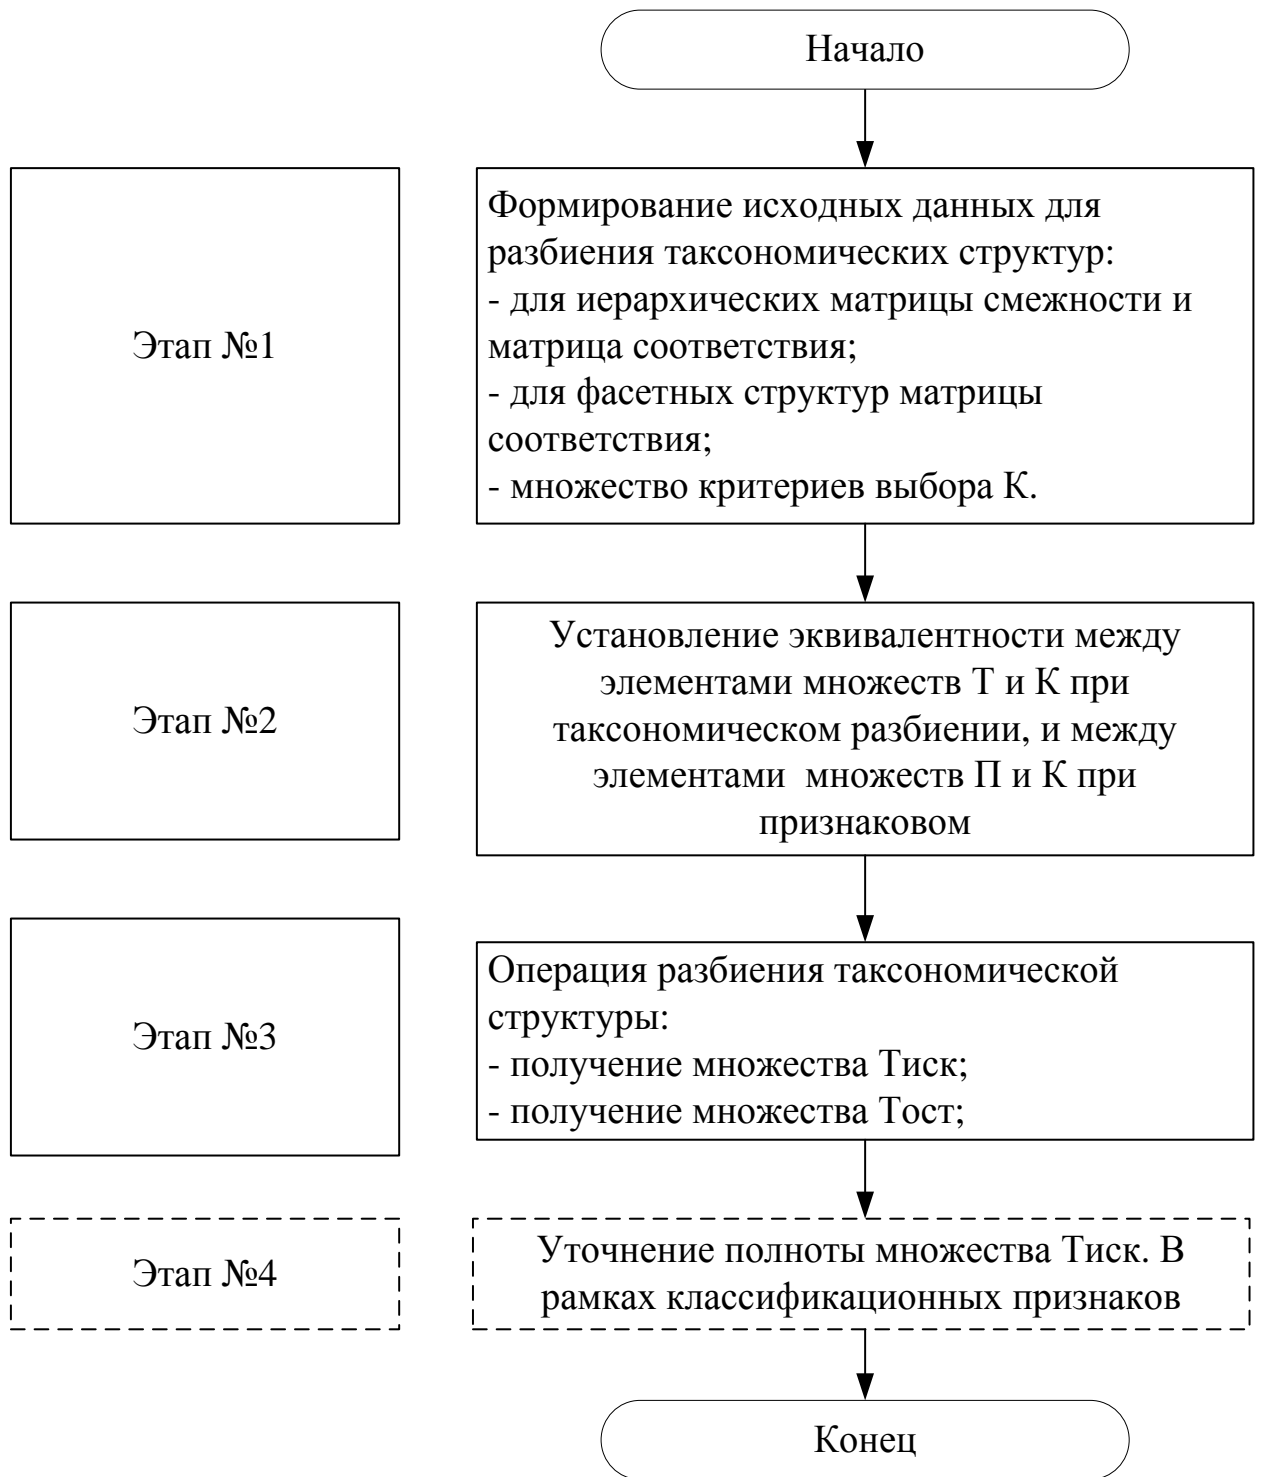 Начало
Этап №1
Формирование исходных данных для
разбиения таксономических структур:
- для иерархических матрицы смежности и
матрица соответствия;
- для фасетных структур матрицы
соответствия;
- множество критериев выбора К.
Этап №2
Установление эквивалентности между
элементами множеств Т и К при
таксономическом разбиении, и между
элементами множеств П и К при
признаковом
Этап №3
Операция разбиения таксономической
структуры:
- получение множества Тиск;
- получение множества Тост;
Этап №4
Уточнение полноты множества Тиск. В
рамках классификационных признаков
Конец